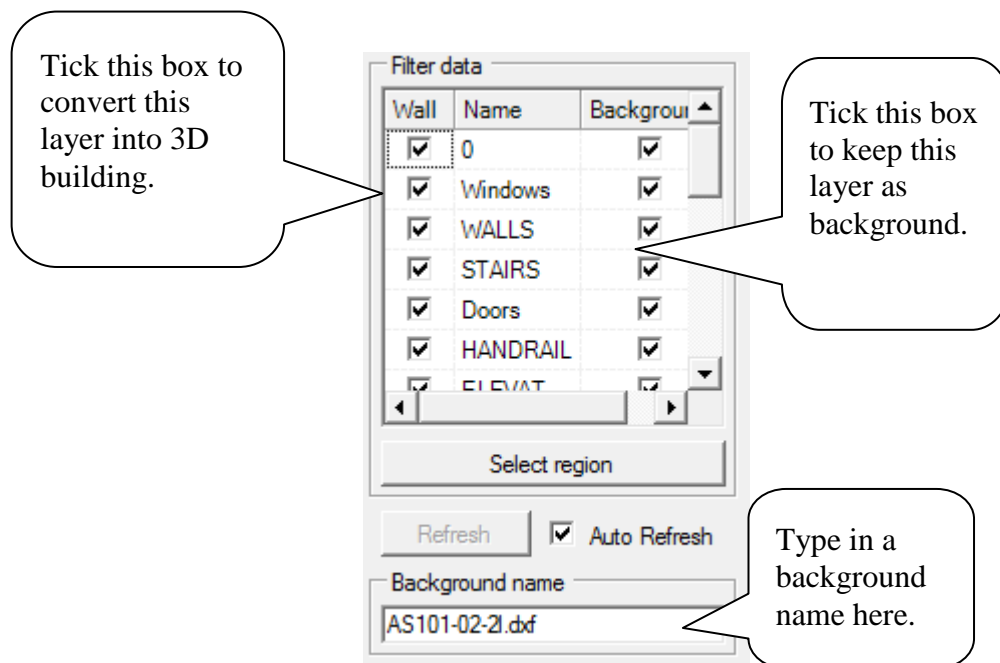 Tick this box to
convert this
layer into 3D
building.
Filter data
Wall Name Backgrour
0
Windows
WALLS
STAIRS
Doors
HANDRAIL
ELEVAT
Select region
Refresh Auto Refresh
Background name
AS101-02-2l.dxf
Tick this box
to keep this
layer as
background.
Type in a
background
name here.